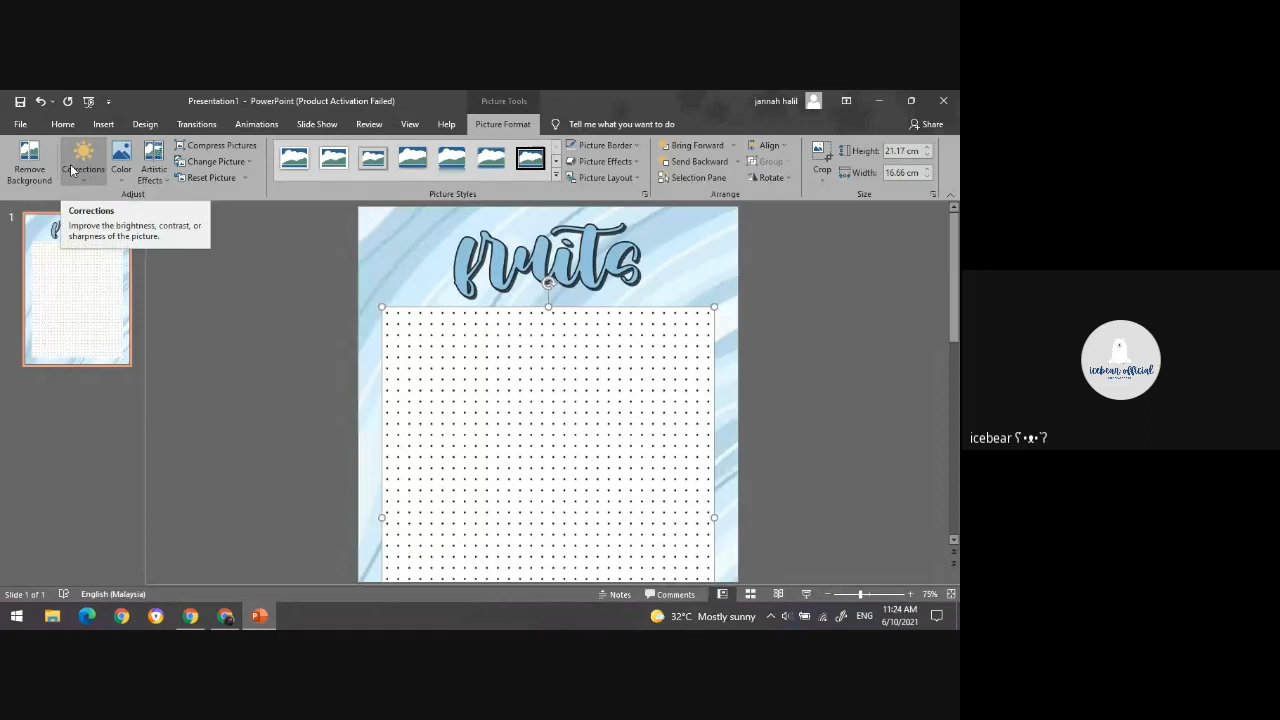 Presentation1 - PowerPoint (Product Activation Failed)
Picture Tools
jannah halil
File Home Insert Design Transitions Animations Slide Show Review View Help Picture Format Tell me what you want to do Share
Remove Background
Corrections
Color
Artistic Effects
Compress Pictures
Change Picture
Reset Picture
Picture Border
Picture Effects
Picture Layout
Bring Forward
Send Backward
Selection Pane
Align
Group
Rotate
Crop
Height: 21.17 cm
Width: 16.66 cm
Adjust
Picture Styles
Arrange
Size
1
Corrections
Improve the brightness, contrast, or
sharpness of the picture.
fruits
icebear official
icebear ʕ•ᴥ•ʔ
Slide 1 of 1 English (Malaysia) Notes Comments 75%
32°C Mostly sunny ENG 11:24 AM
6/10/2021